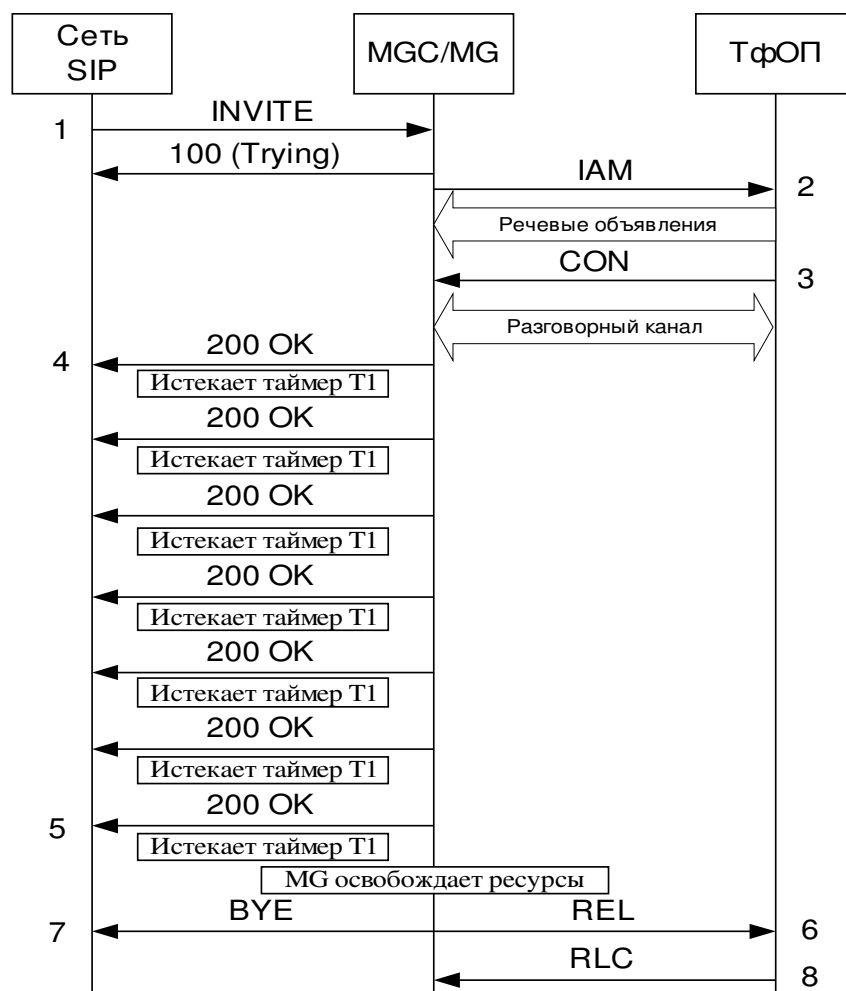 Сеть
SIP
MGC/MG
ТфОП
INVITE
1
100 (Trying)
IAM
2
Речевые объявления
CON
3
Разговорный канал
200 OK
4
Истекает таймер T1
200 OK
Истекает таймер T1
200 OK
Истекает таймер T1
200 OK
Истекает таймер T1
200 OK
Истекает таймер T1
200 OK
Истекает таймер T1
200 OK
5
Истекает таймер T1
MG освобождает ресурсы
BYE
REL
7
6
RLC
8